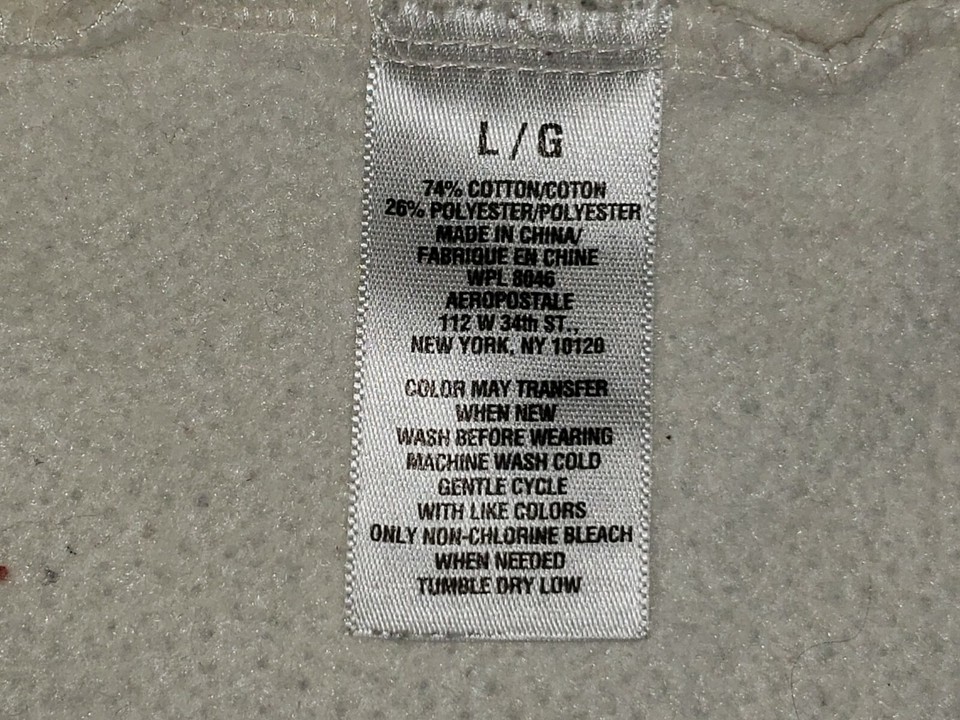 L / G
74% COTTON/COTON
26% POLYESTER/POLYESTER
MADE IN CHINA/
FABRIQUE EN CHINE
WPL 8046
AEROPOSTALE
112 W 34th ST.,
NEW YORK, NY 10120
COLOR MAY TRANSFER
WHEN NEW
WASH BEFORE WEARING
MACHINE WASH COLD
GENTLE CYCLE
WITH LIKE COLORS
ONLY NON-CHLORINE BLEACH
WHEN NEEDED
TUMBLE DRY LOW